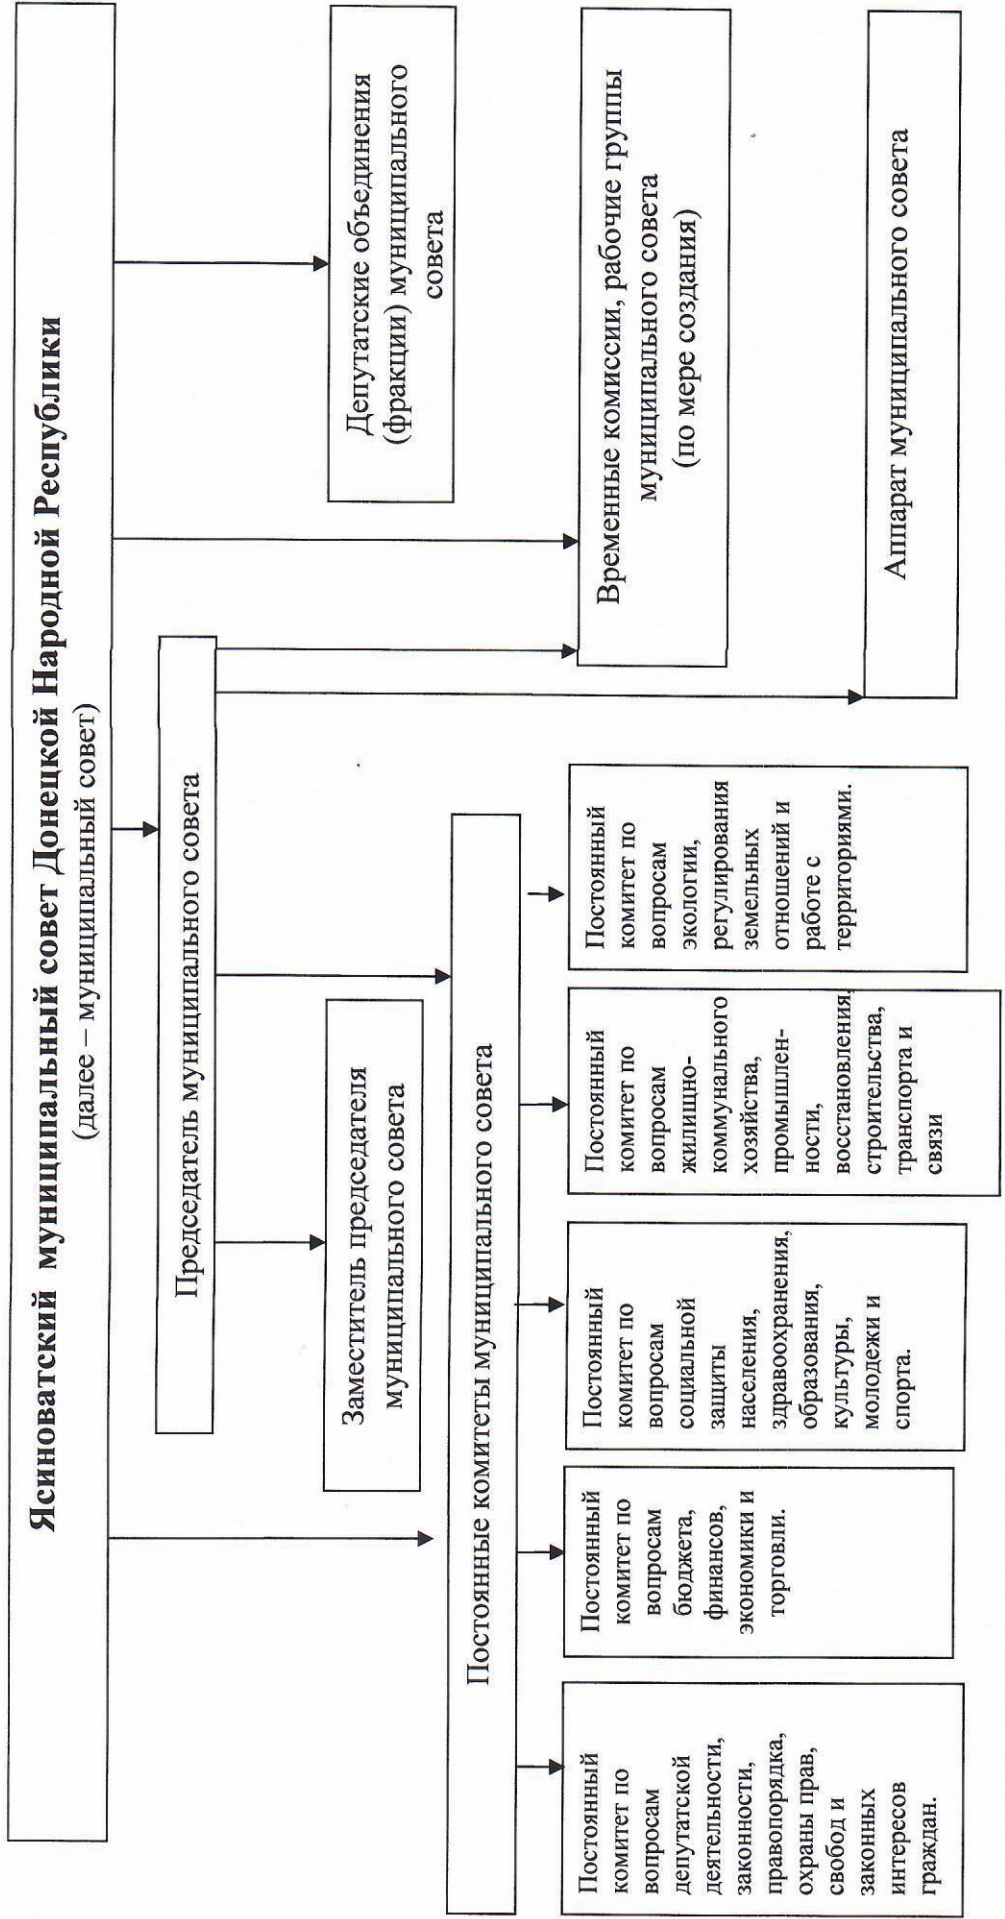 Ясиноватский муниципальный совет Донецкой Народной Республики
(далее – муниципальный совет)
Председатель муниципального совета
Заместитель председателя
муниципального совета
Депутатские объединения
(фракции) муниципального
совета
Постоянные комитеты муниципального совета
Временные комиссии, рабочие группы
муниципального совета
(по мере создания)
Аппарат муниципального совета
Постоянный
комитет по
вопросам
депутатской
деятельности,
законности,
правопорядка,
охраны прав,
свобод и
законных
интересов
граждан.
Постоянный
комитет по
вопросам
бюджета,
финансов,
экономики и
торговли.
Постоянный
комитет по
вопросам
социальной
защиты
населения,
здравоохранения,
образования,
культуры,
молодежи и
спорта.
Постоянный
комитет по
вопросам
жилищно-
коммунального
хозяйства,
промышлен-
ности,
восстановления,
строительства,
транспорта и
связи
Постоянный
комитет по
вопросам
экологии,
регулирования
земельных
отношений и
работе с
территориями.